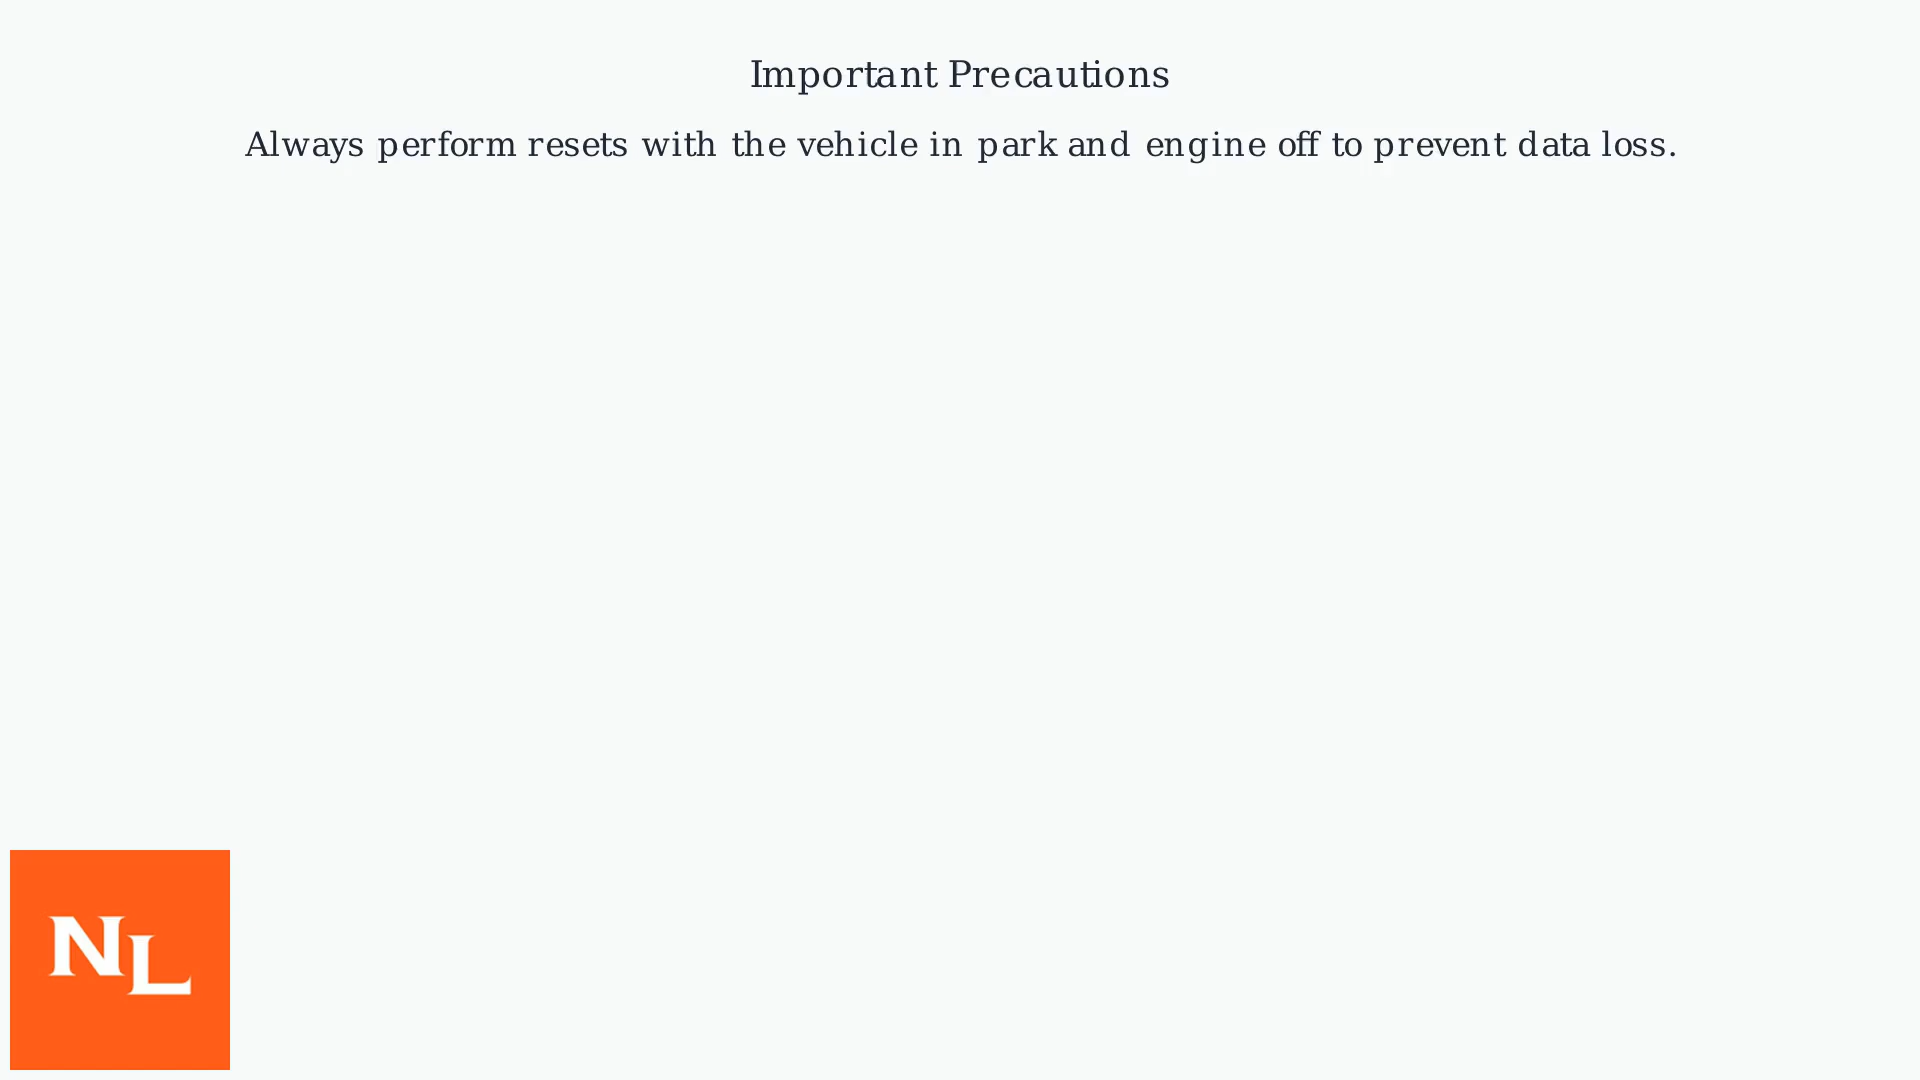 Important Precautions
Always perform resets with the vehicle in park and engine off to prevent data loss.
NL